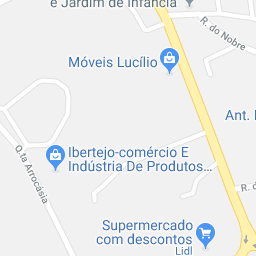 e Jardim de Infância
R. do Nobre
Móveis Lucílio
Ant.
Q.ta Arrocásia
Ibertejo-comércio E
Indústria De Produtos…
R.
Supermercado
com descontos
Lidl